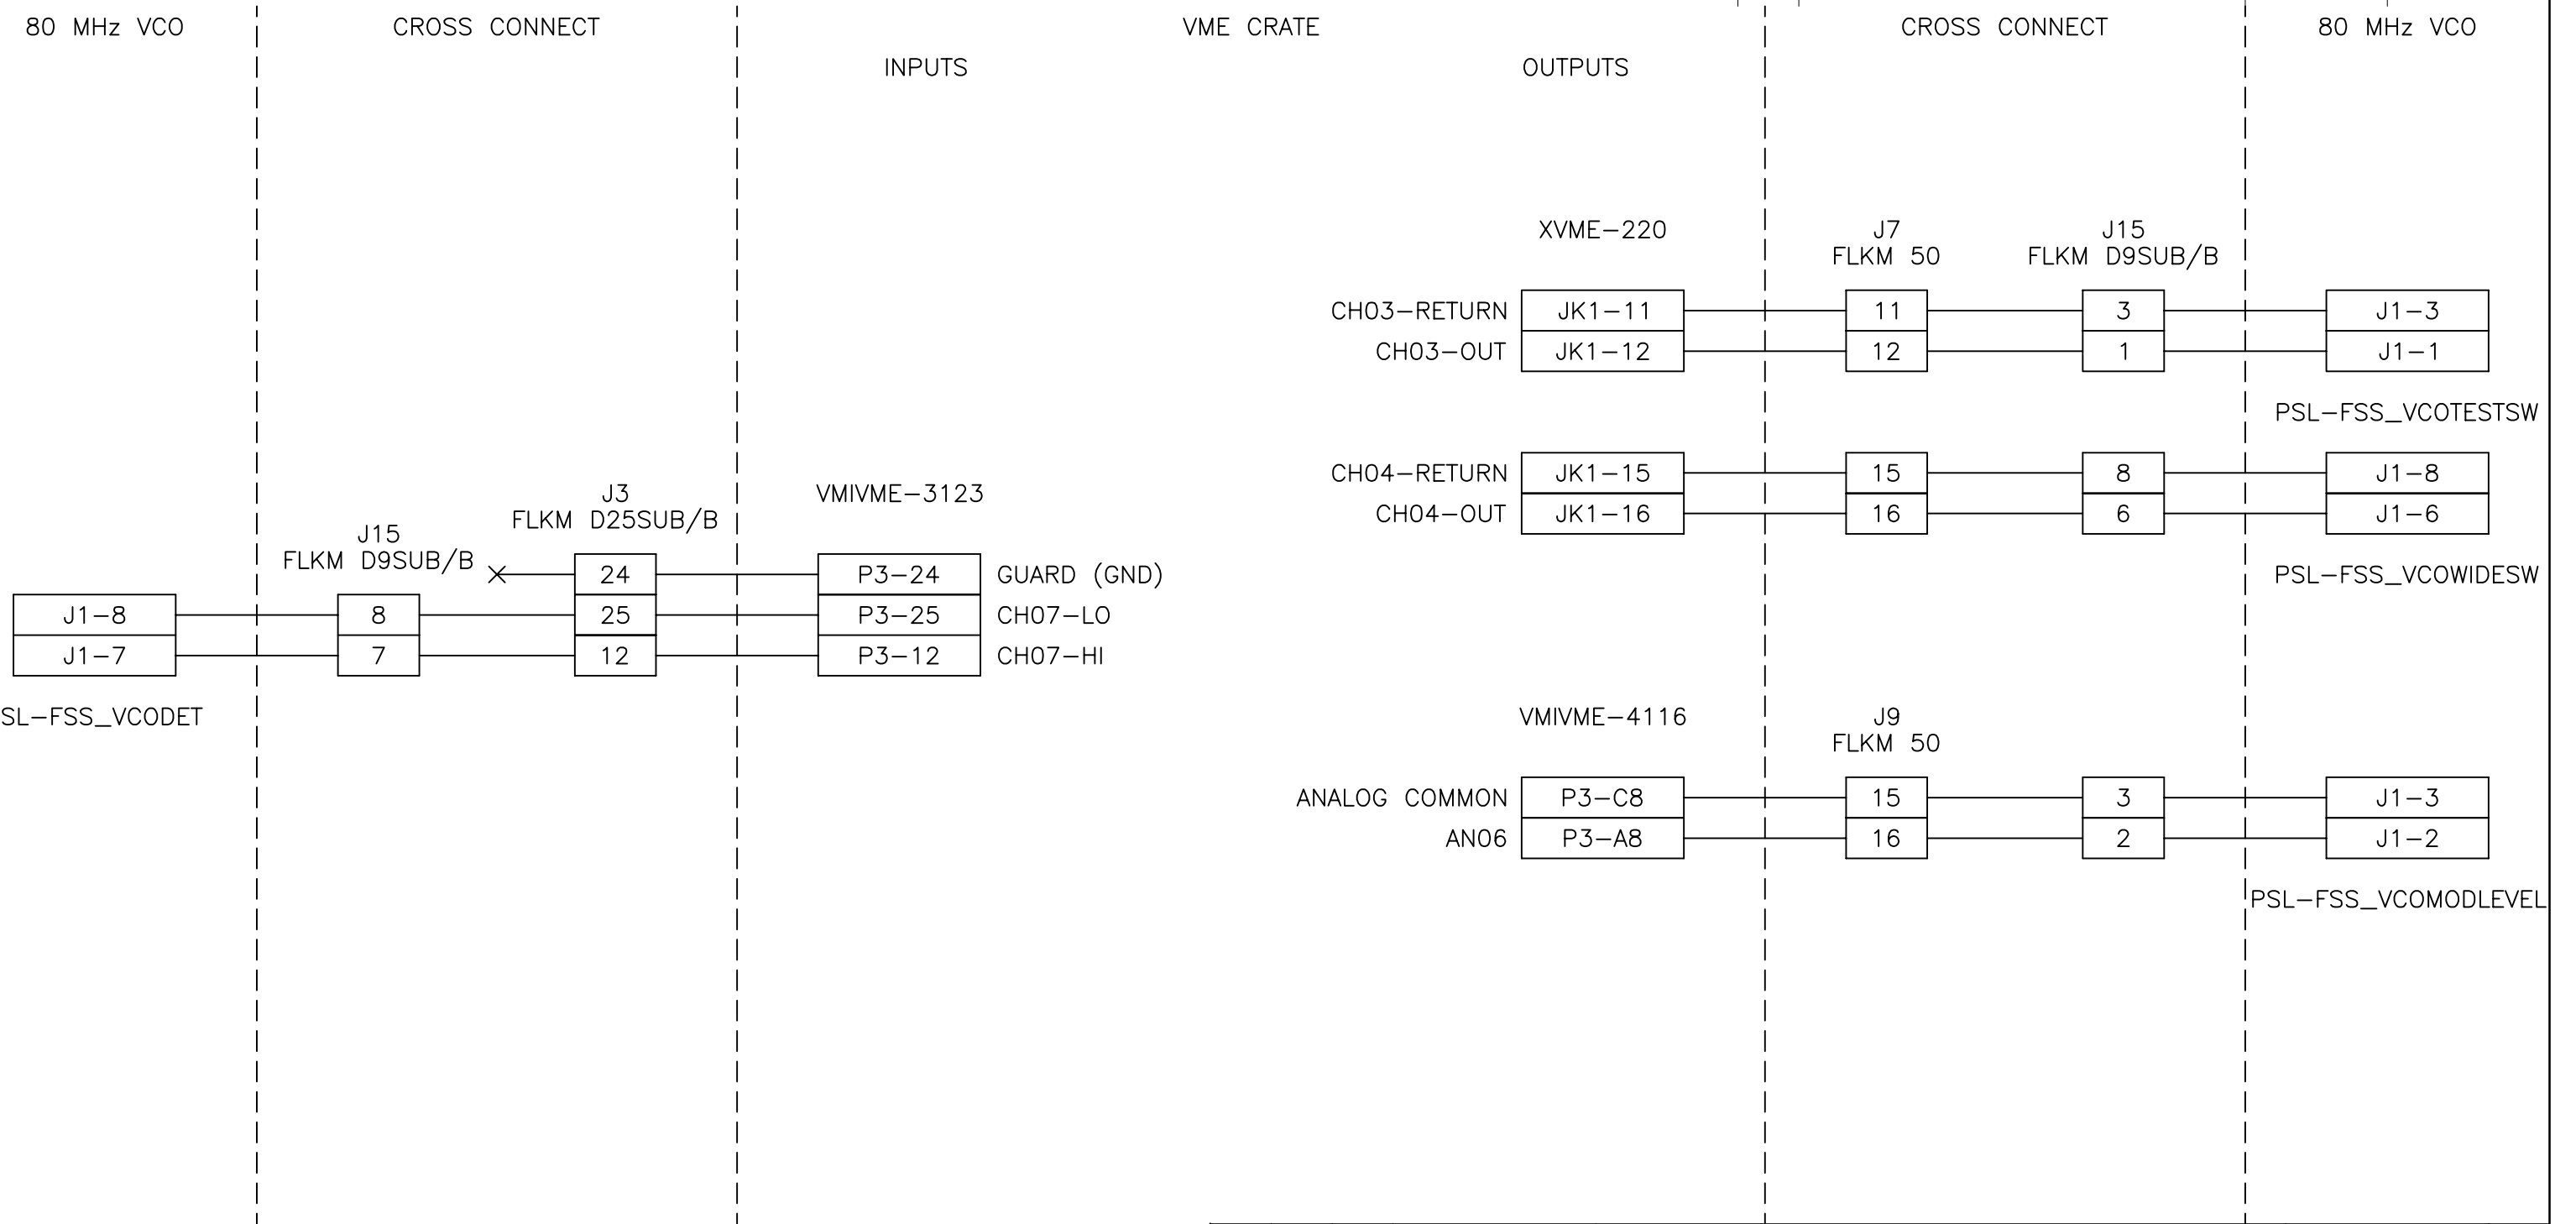 80 MHz VCO
CROSS CONNECT
VME CRATE
CROSS CONNECT
80 MHz VCO
INPUTS
OUTPUTS
XVME-220
J7
FLKM 50
J15
FLKM D9SUB/B
CH03-RETURN JK1-11 11 3 J1-3
CH03-OUT JK1-12 12 1 J1-1
PSL-FSS_VCOTESTSW
CH04-RETURN JK1-15 15 8 J1-8
CH04-OUT JK1-16 16 6 J1-6
PSL-FSS_VCOWIDESW
J15
FLKM D9SUB/B
J3
FLKM D25SUB/B
VMIVME-3123
24 P3-24 GUARD (GND)
J1-8 8 25 P3-25 CH07-LO
J1-7 7 12 P3-12 CH07-HI
SL-FSS_VCODET
VMIVME-4116
J9
FLKM 50
ANALOG COMMON P3-C8 15 3 J1-3
AN06 P3-A8 16 2 J1-2
PSL-FSS_VCOMODLEVEL